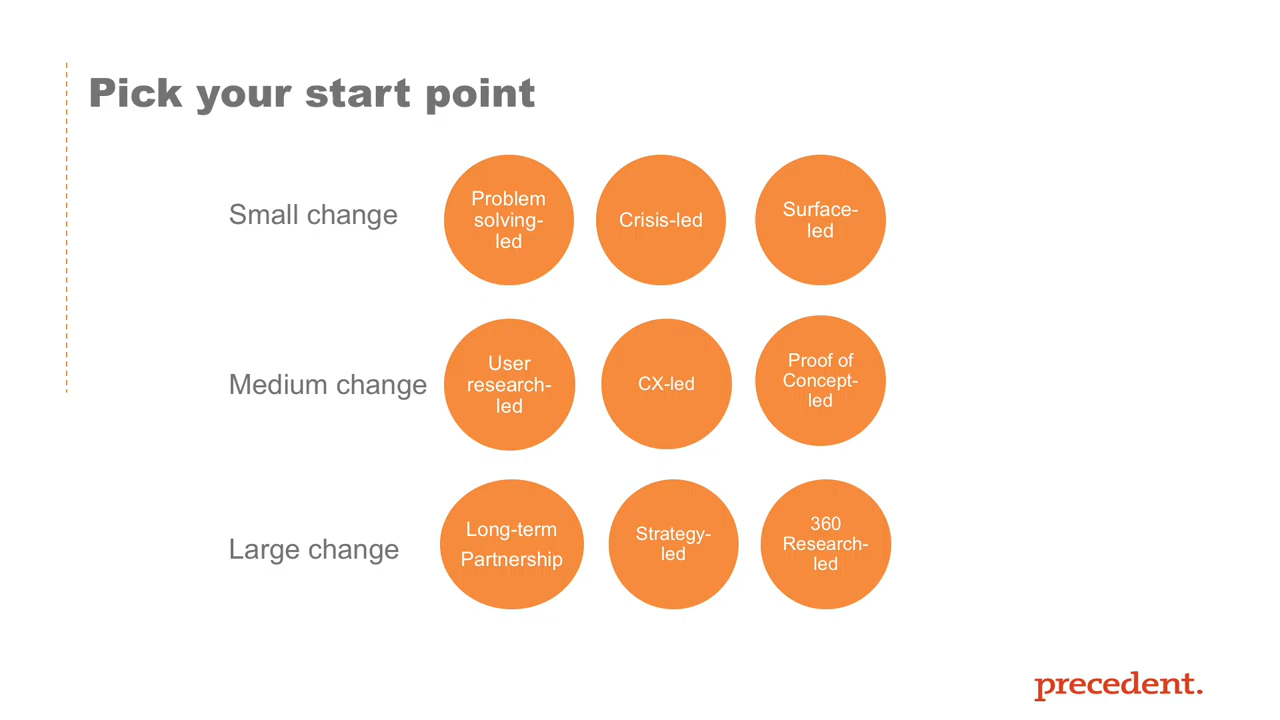 Pick your start point
Small change
Problem
solving-
led
Crisis-led
Surface-
led
Medium change
User
research-
led
CX-led
Proof of
Concept-
led
Large change
Long-term
Partnership
Strategy-
led
360
Research-
led
precedent.